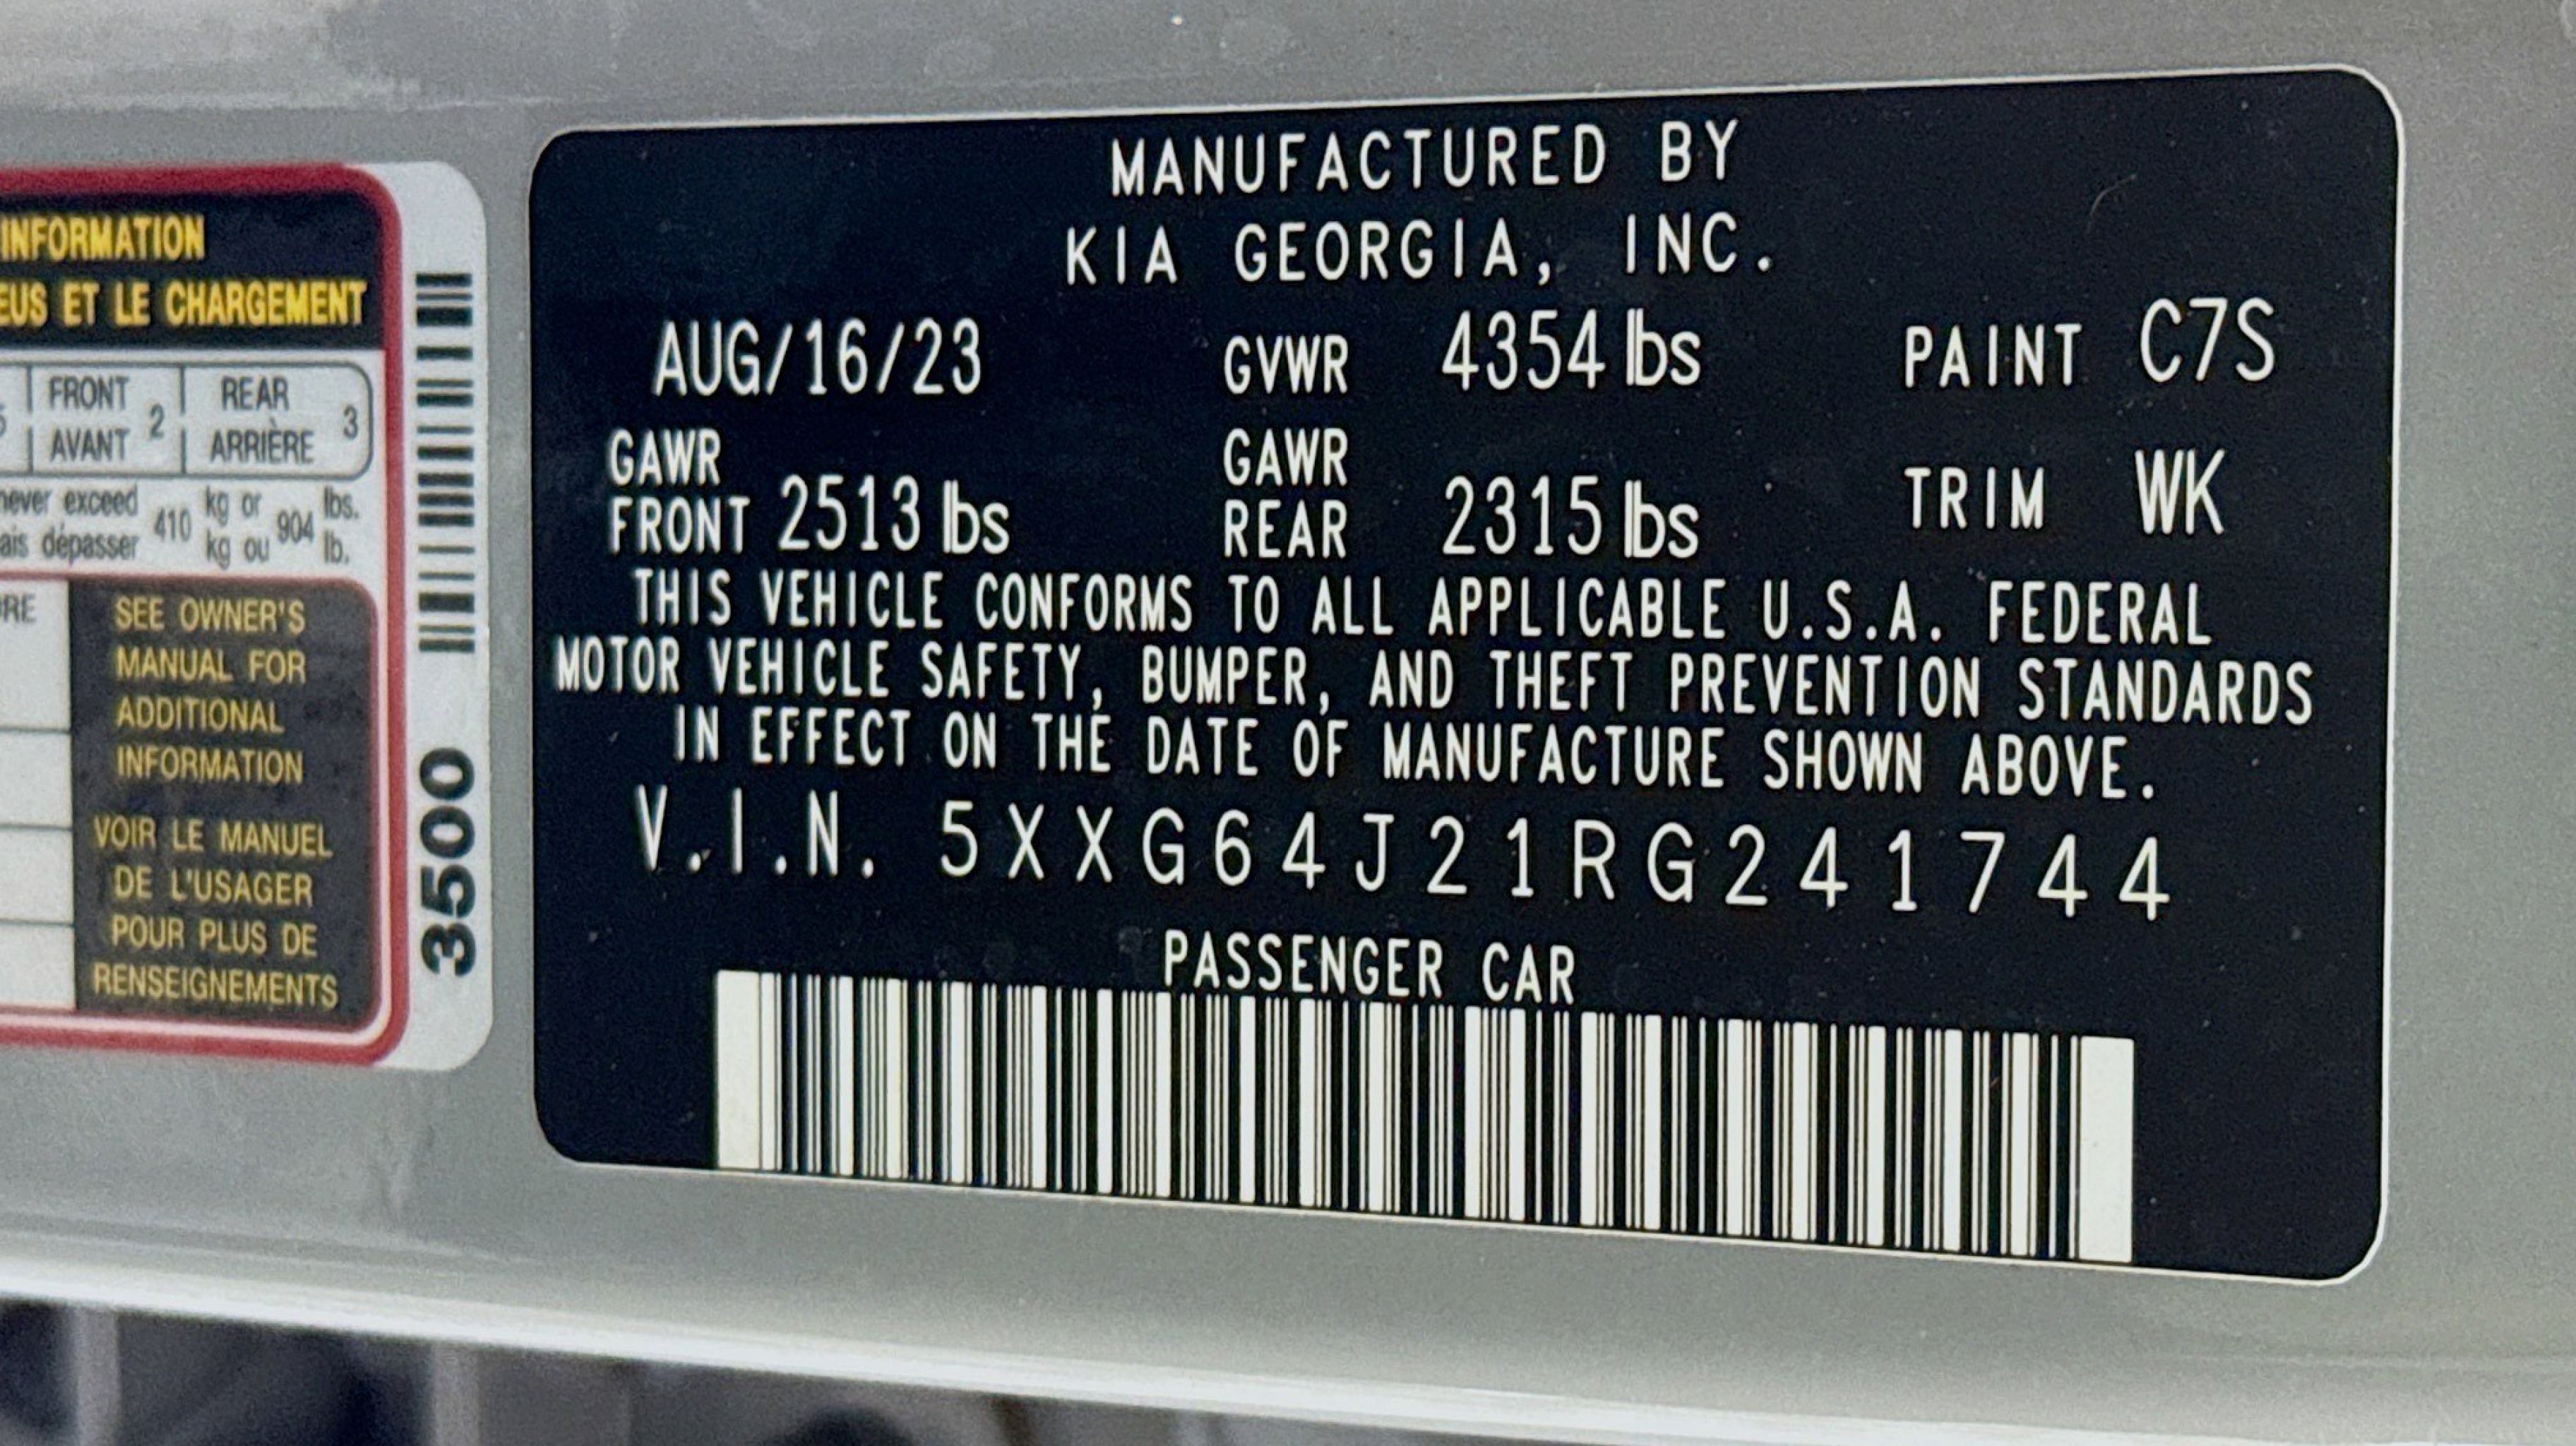 INFORMATION
EUS ET LE CHARGEMENT
FRONT 2 REAR 3
AVANT ARRIÈRE
never exceed 410 kg or 904 lbs.
ais dépasser kg ou lb.
RE
SEE OWNER'S
MANUAL FOR
ADDITIONAL
INFORMATION
VOIR LE MANUEL
DE L'USAGER
POUR PLUS DE
RENSEIGNEMENTS
3500
MANUFACTURED BY
KIA GEORGIA, INC.
AUG/16/23 GVWR 4354 lbs PAINT C7S
GAWR FRONT 2513 lbs GAWR REAR 2315 lbs TRIM WK
THIS VEHICLE CONFORMS TO ALL APPLICABLE U.S.A. FEDERAL
MOTOR VEHICLE SAFETY, BUMPER, AND THEFT PREVENTION STANDARDS
IN EFFECT ON THE DATE OF MANUFACTURE SHOWN ABOVE.
V.I.N. 5XXG64J21RG241744
PASSENGER CAR